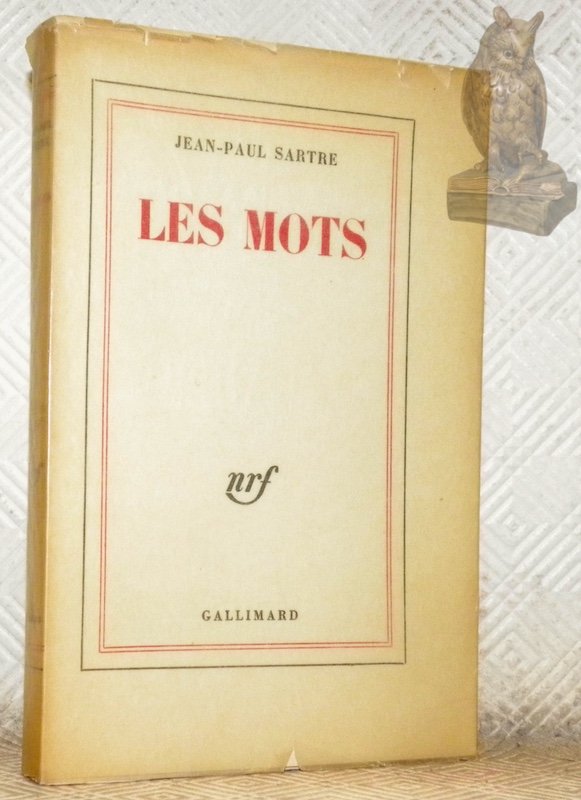 JEAN-PAUL SARTRE
LES MOTS
nrf
GALLIMARD